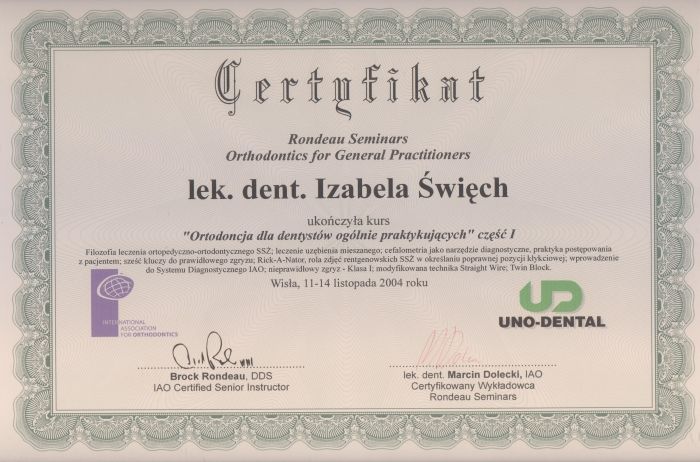 Certyfikat
Rondeau Seminars
Orthodontics for General Practitioners
lek. dent. Izabela Święch
ukończyła kurs
"Ortodoncja dla dentystów ogólnie praktykujących" część I
Filozofia leczenia ortopedyczno-ortodontycznego SSŻ; leczenie uzębienia mieszanego; cefalometria jako narzędzie diagnostyczne, praktyka postępowania
z pacjentem; sześć kluczy do prawidłowego zgryzu; Rick-A-Nator, rola zdjęć rentgenowskich SSŻ w określaniu poprawnej pozycji kłykciowej; wprowadzenie
do Systemu Diagnostycznego IAO; nieprawidłowy zgryz - Klasa I; modyfikowana technika Straight Wire; Twin Block.
Wisła, 11-14 listopada 2004 roku
INTERNATIONAL
ASSOCIATION
FOR ORTHODONTICS
UD
UNO-DENTAL
Brock Rondeau, DDS
IAO Certified Senior Instructor
lek. dent. Marcin Dolecki, IAO
Certyfikowany Wykładowca
Rondeau Seminars